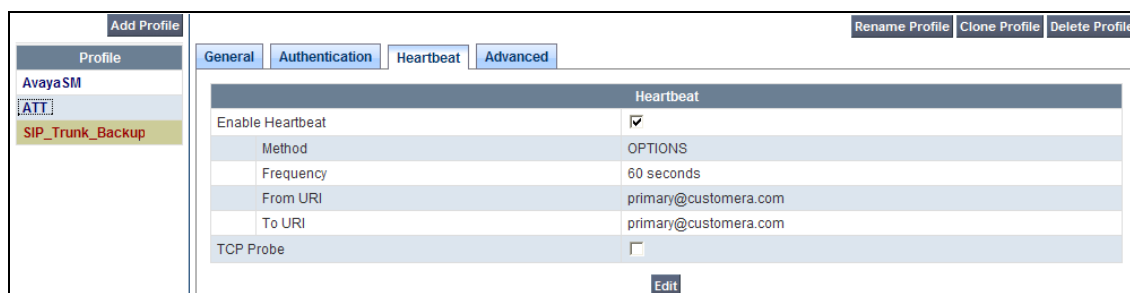 Add Profile
Rename Profile Clone Profile Delete Profile
Profile
AvayaSM
ATT
SIP_Trunk_Backup
General Authentication Heartbeat Advanced
Heartbeat
Enable Heartbeat
Method OPTIONS
Frequency 60 seconds
From URI primary@customera.com
To URI primary@customera.com
TCP Probe
Edit